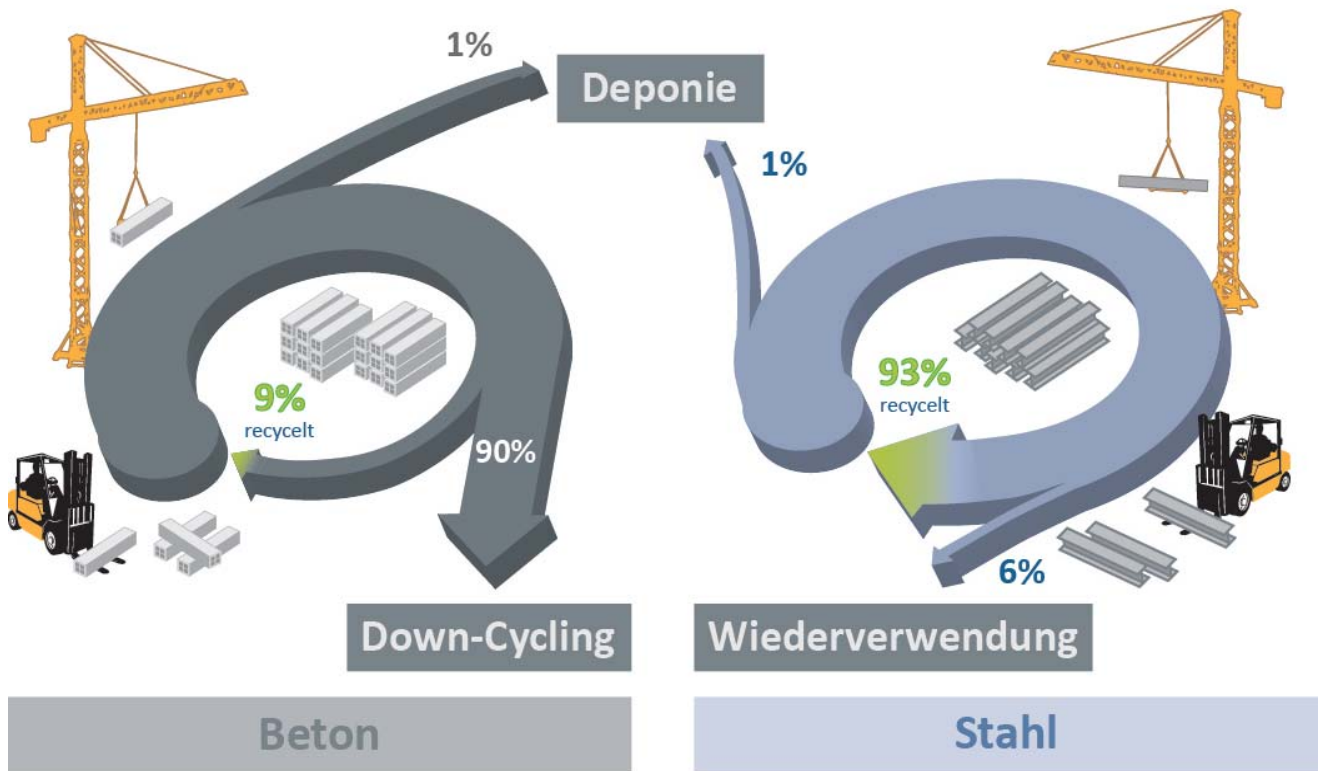 1%
Deponie
1%
9%
recycelt
93%
recycelt
90%
6%
Down-Cycling
Wiederverwendung
Beton
Stahl